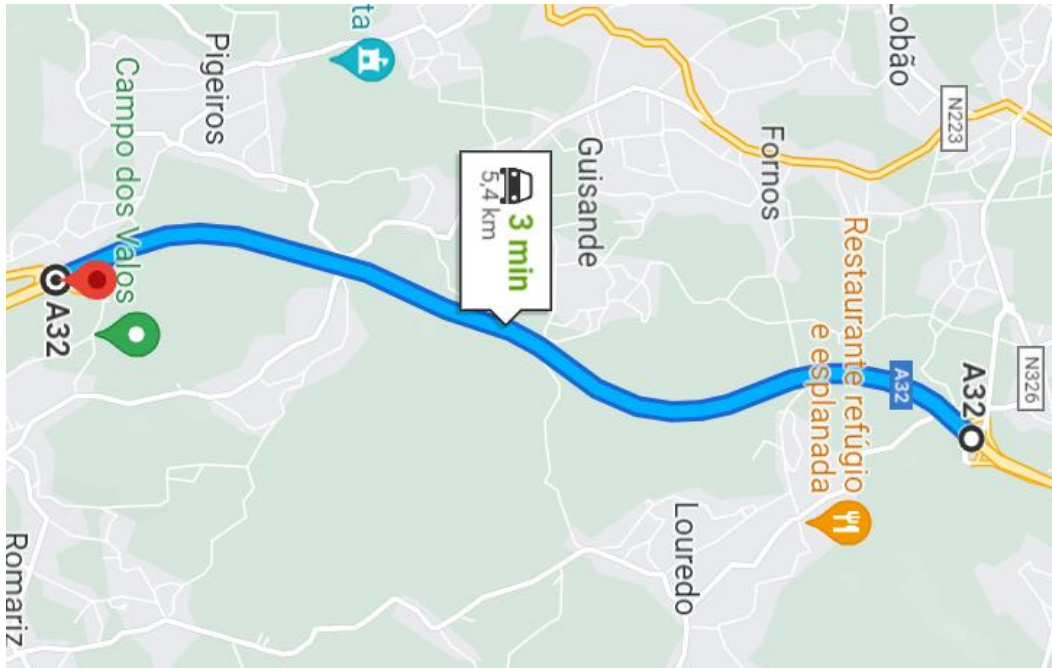 N326
A32
N223
Lobão
A32
Restaurante refúgio
e esplanada
Fornos
Louredo
Guisande
3 min
5,4 km
ta
Pigeiros
Campo dos Valos
A32
Romariz